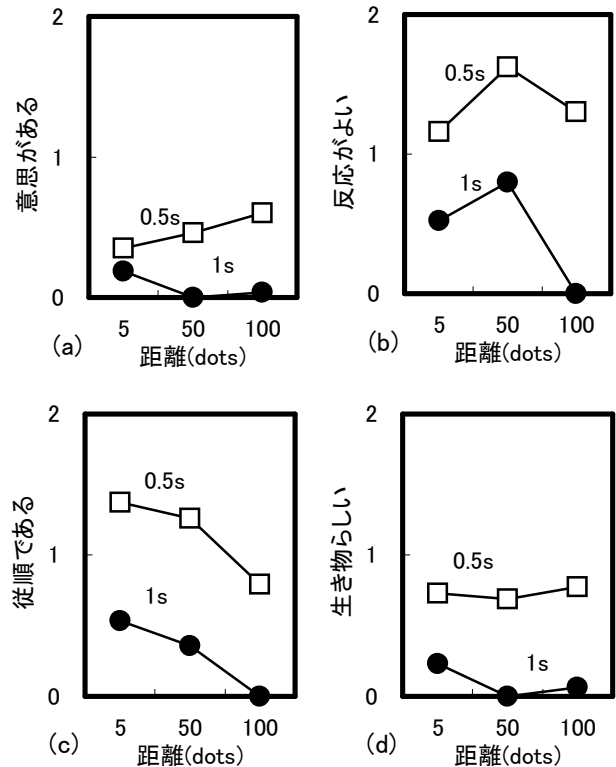 2
1
0
意思がある
0.5s
1s
5 50 100
(a)
距離(dots)
2
1
0
反応がよい
0.5s
1s
5 50 100
(b)
距離(dots)
2
1
0
従順である
0.5s
1s
5 50 100
(c)
距離(dots)
2
1
0
生き物らしい
0.5s
1s
5 50 100
(d)
距離(dots)